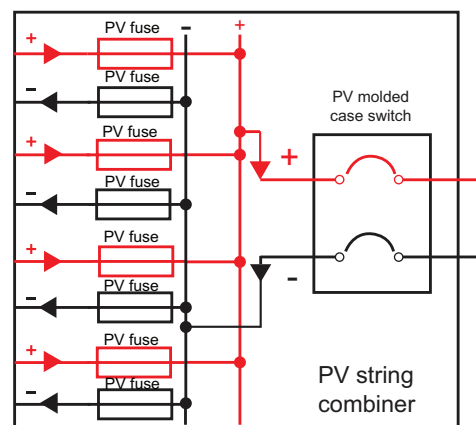 PV fuse
- +
+
PV fuse
-
PV fuse
+
PV fuse
-
PV fuse
+
PV fuse
-
PV fuse
+
PV fuse
-
PV molded
case switch
+
-
PV string
combiner